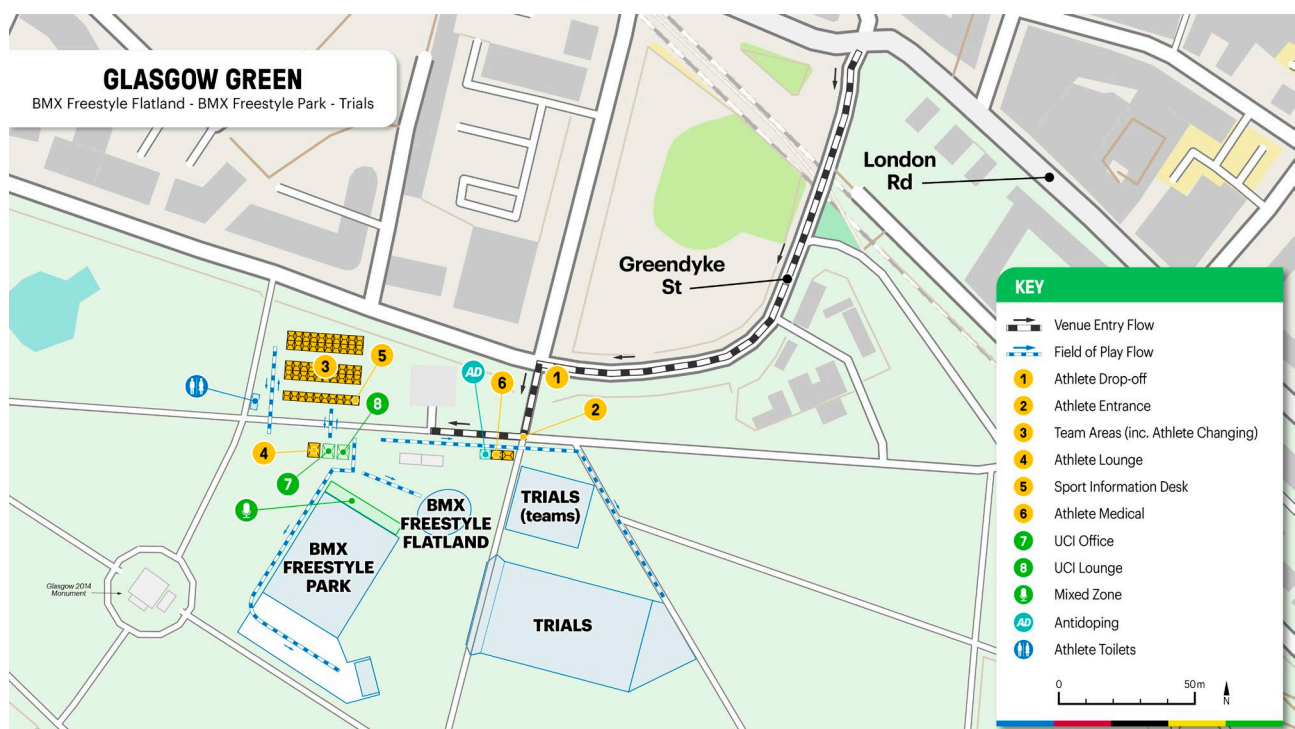 GLASGOW GREEN
BMX Freestyle Flatland - BMX Freestyle Park - Trials
London
Rd
Greendyke
St
3
5
8
AD
6
1
2
4
7
BMX
FREESTYLE
FLATLAND
TRIALS
(teams)
BMX
FREESTYLE
PARK
TRIALS
Glasgow 2014
Monument
KEY
Venue Entry Flow
Field of Play Flow
1 Athlete Drop-off
2 Athlete Entrance
3 Team Areas (inc. Athlete Changing)
4 Athlete Lounge
5 Sport Information Desk
6 Athlete Medical
7 UCI Office
8 UCI Lounge
Mixed Zone
AD Antidoping
Athlete Toilets
0 50m
N